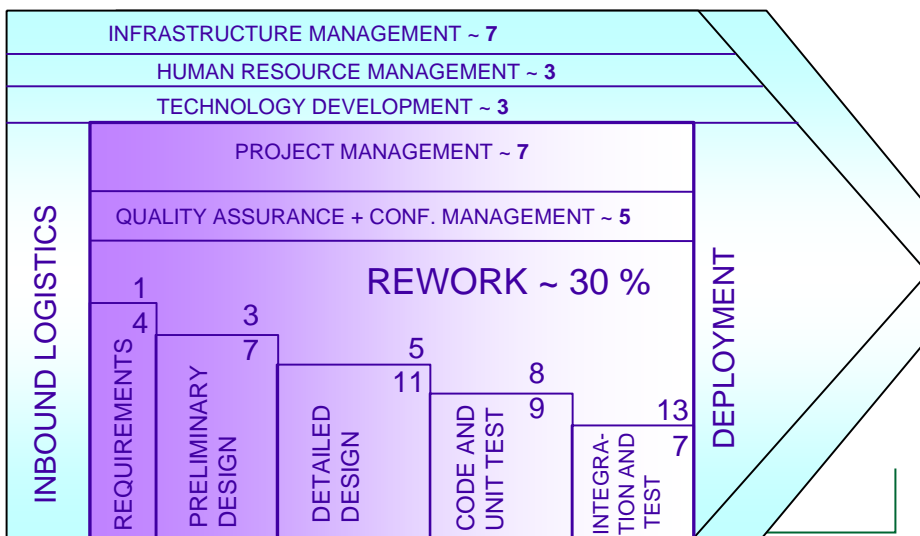 INFRASTRUCTURE MANAGEMENT ~ 7
HUMAN RESOURCE MANAGEMENT ~ 3
TECHNOLOGY DEVELOPMENT ~ 3
PROJECT MANAGEMENT ~ 7
QUALITY ASSURANCE + CONF. MANAGEMENT ~ 5
REWORK ~ 30 %
INBOUND LOGISTICS
1
4
REQUIREMENTS
3
7
PRELIMINARY
DESIGN
5
11
DETAILED
DESIGN
8
9
CODE AND
UNIT TEST
13
7
INTEGRA-
TION AND
TEST
DEPLOYMENT